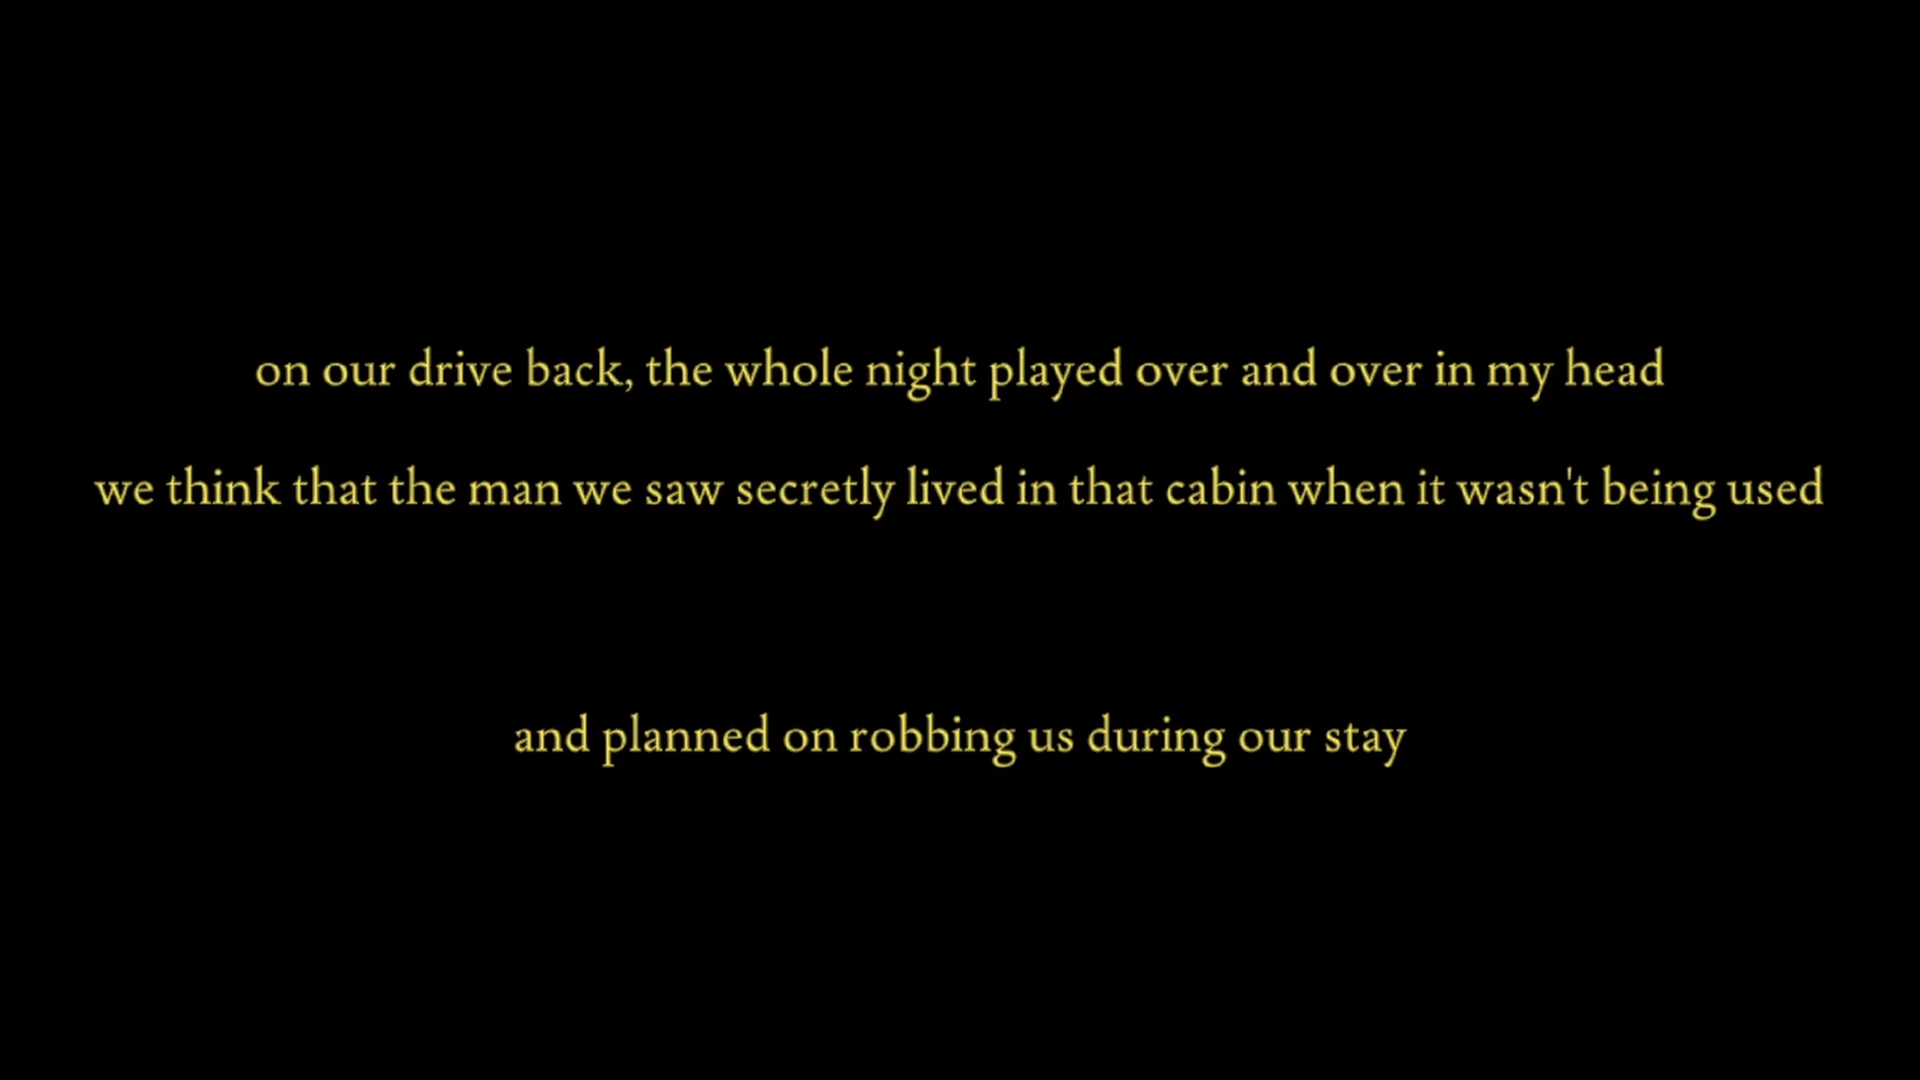 on our drive back, the whole night played over and over in my head
we think that the man we saw secretly lived in that cabin when it wasn't being used
and planned on robbing us during our stay